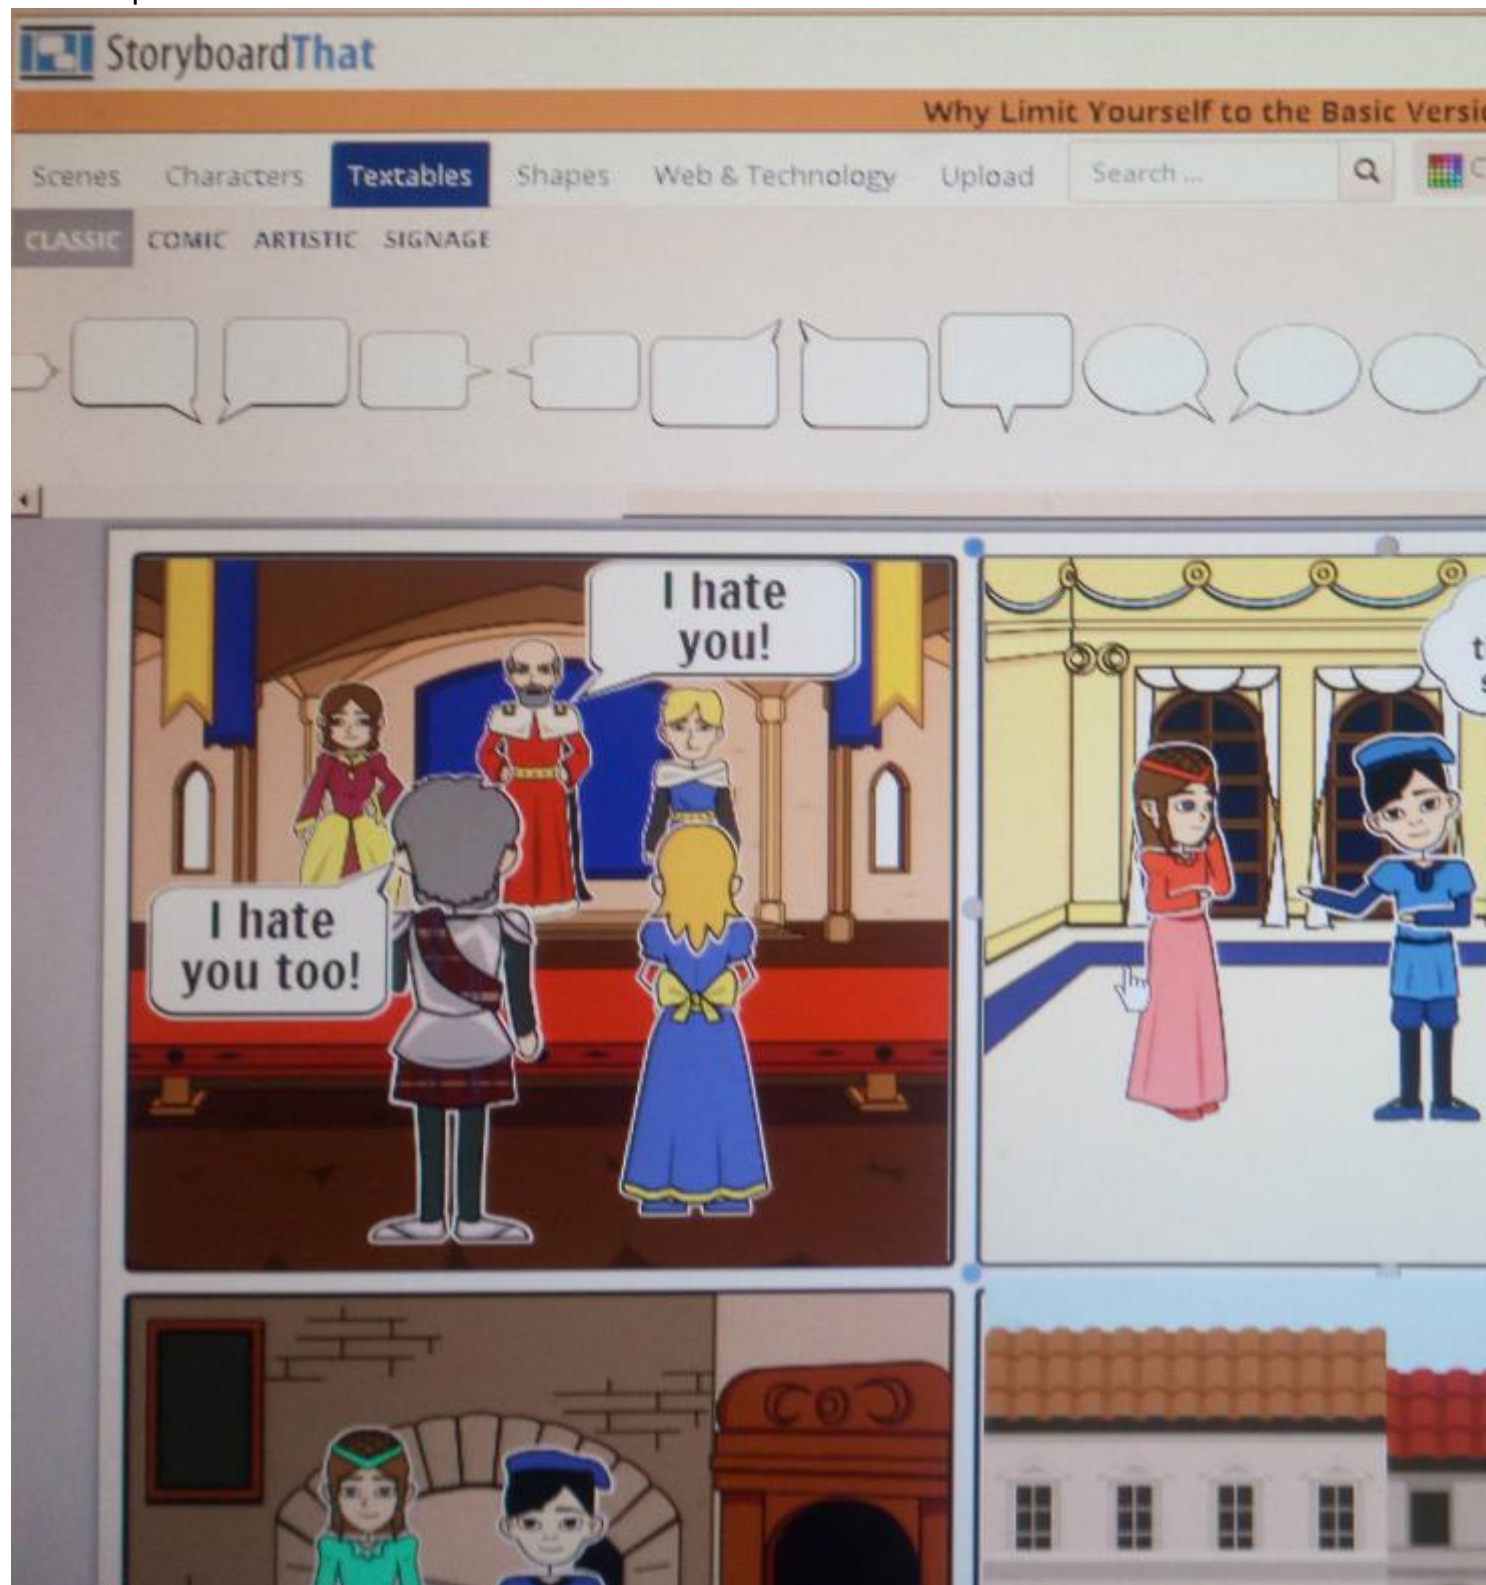 StoryboardThat
Why Limit Yourself to the Basic
Scenes Characters Textables Shapes Web & Technology Upload Search ...
CLASSIC COMIC ARTISTIC SIGNAGE
I hate
you!
I hate
you too!